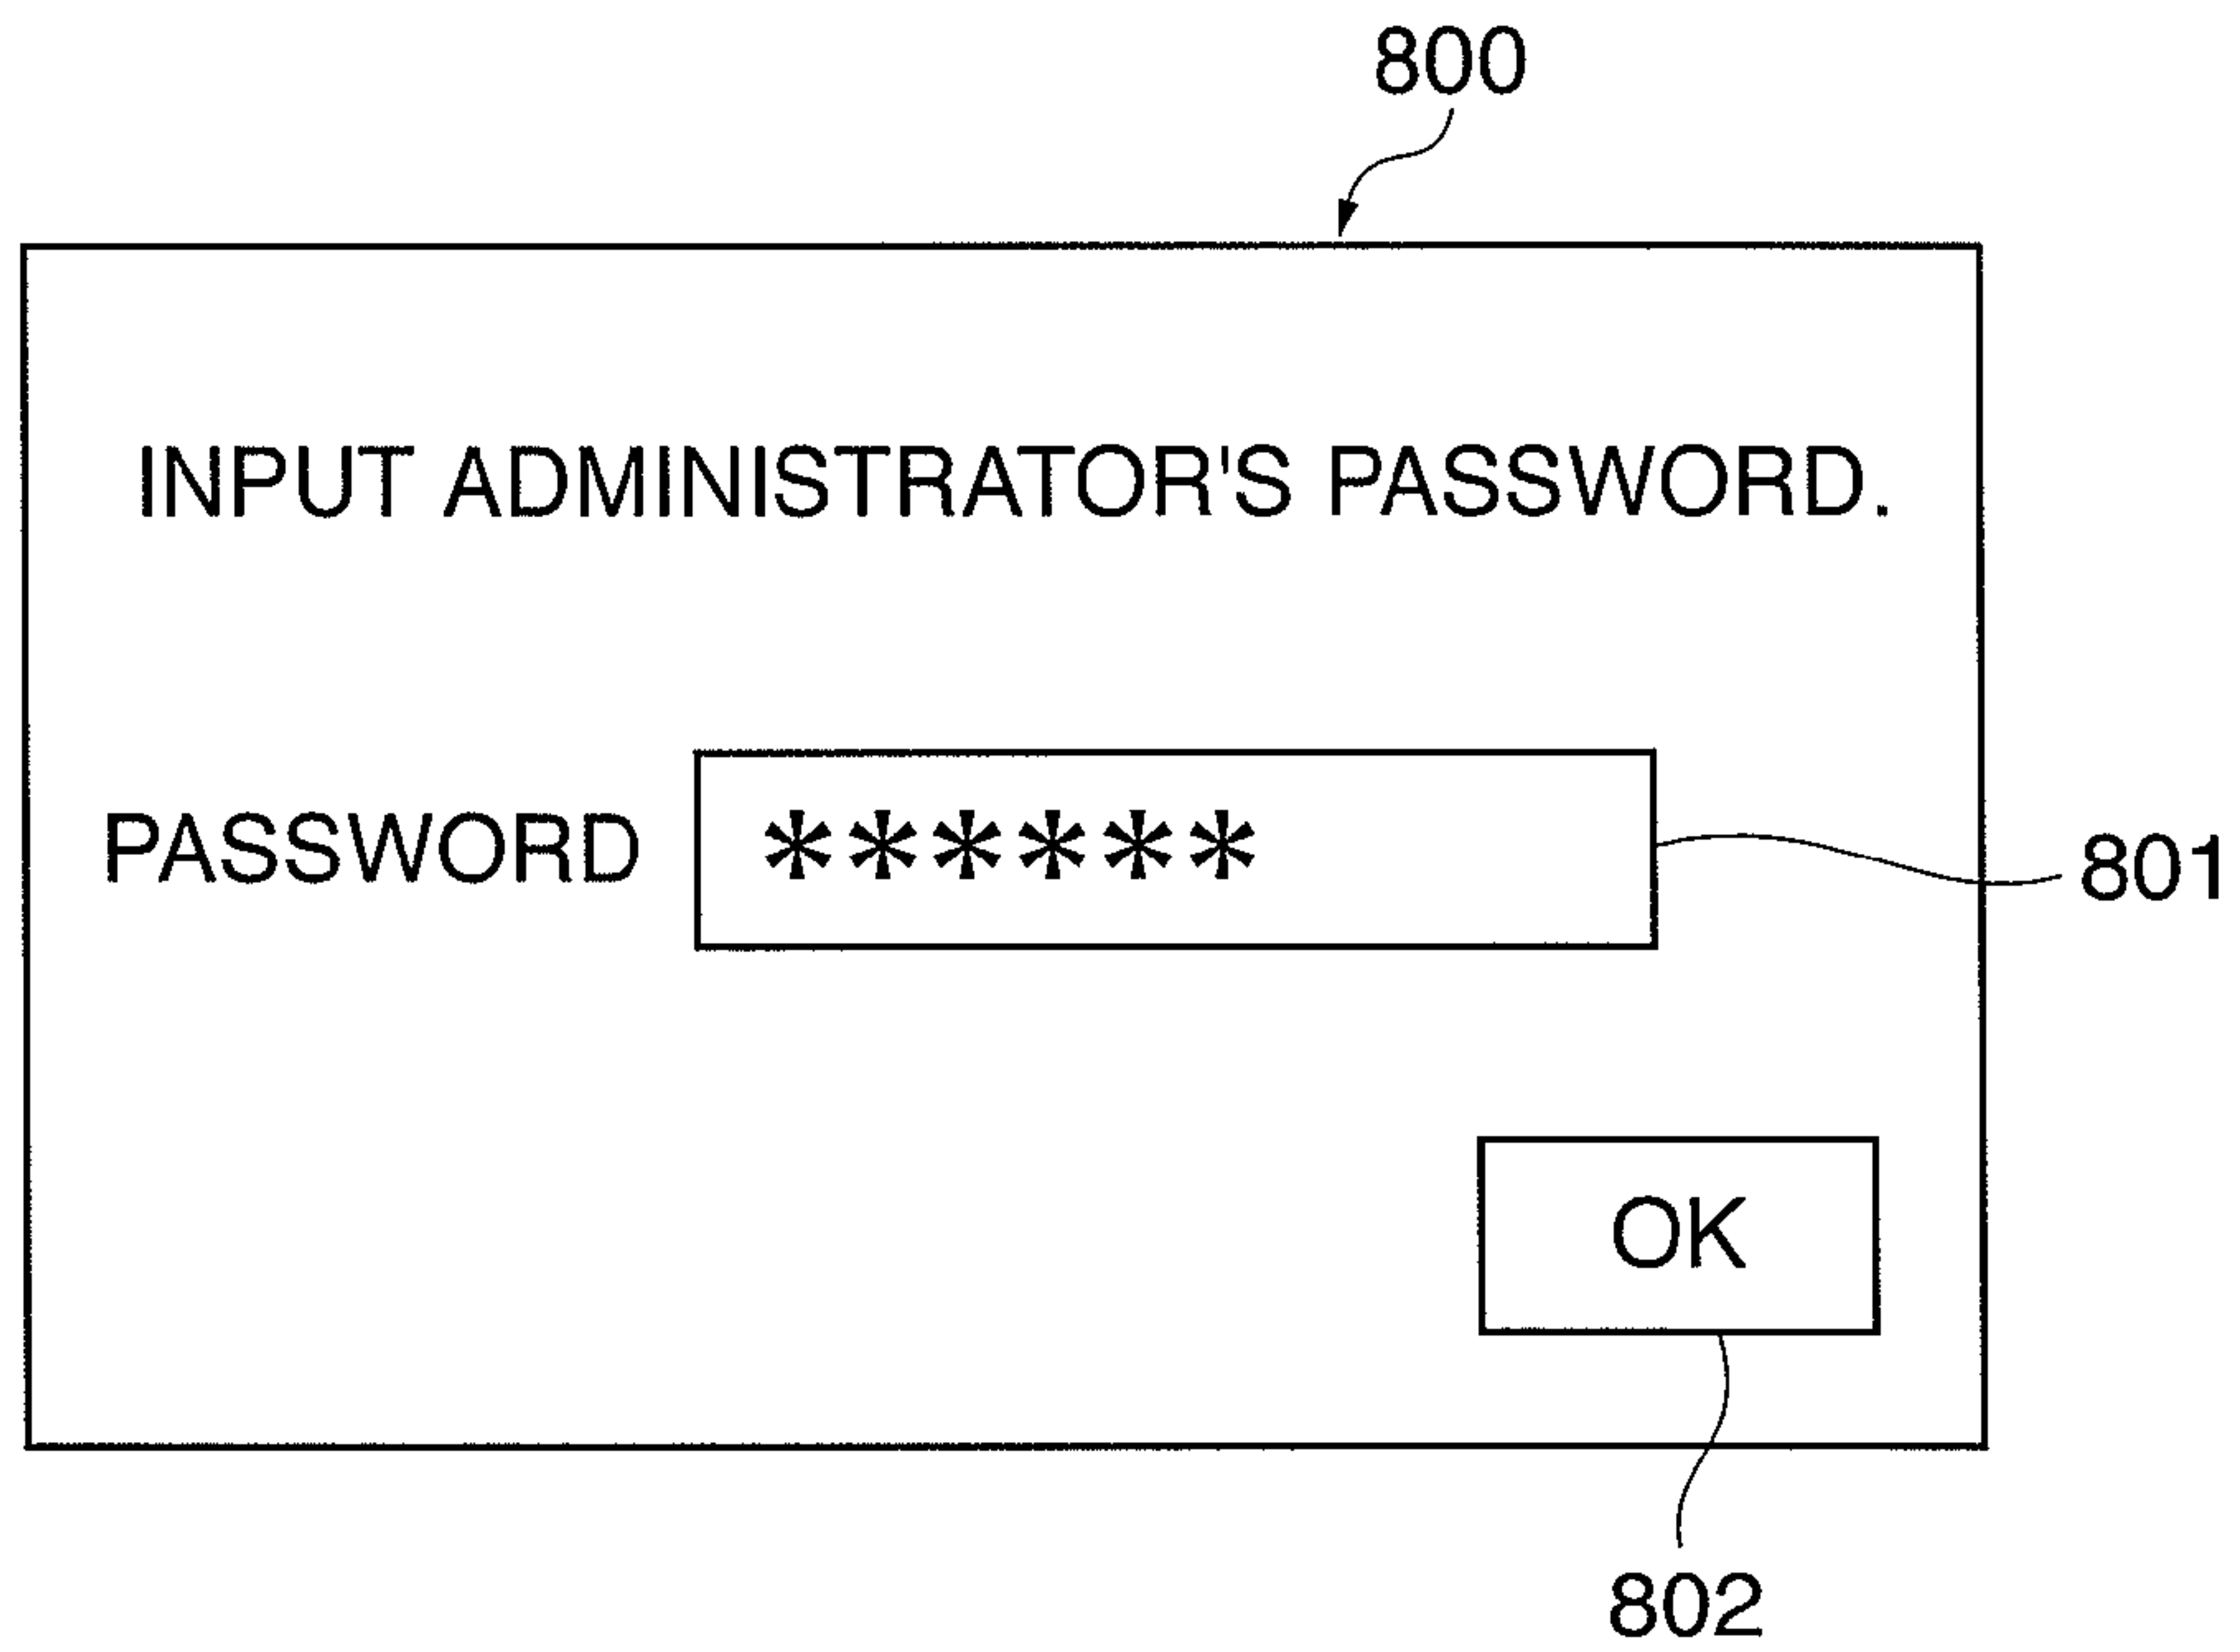 800
INPUT ADMINISTRATOR'S PASSWORD.
PASSWORD ******
801
OK
802